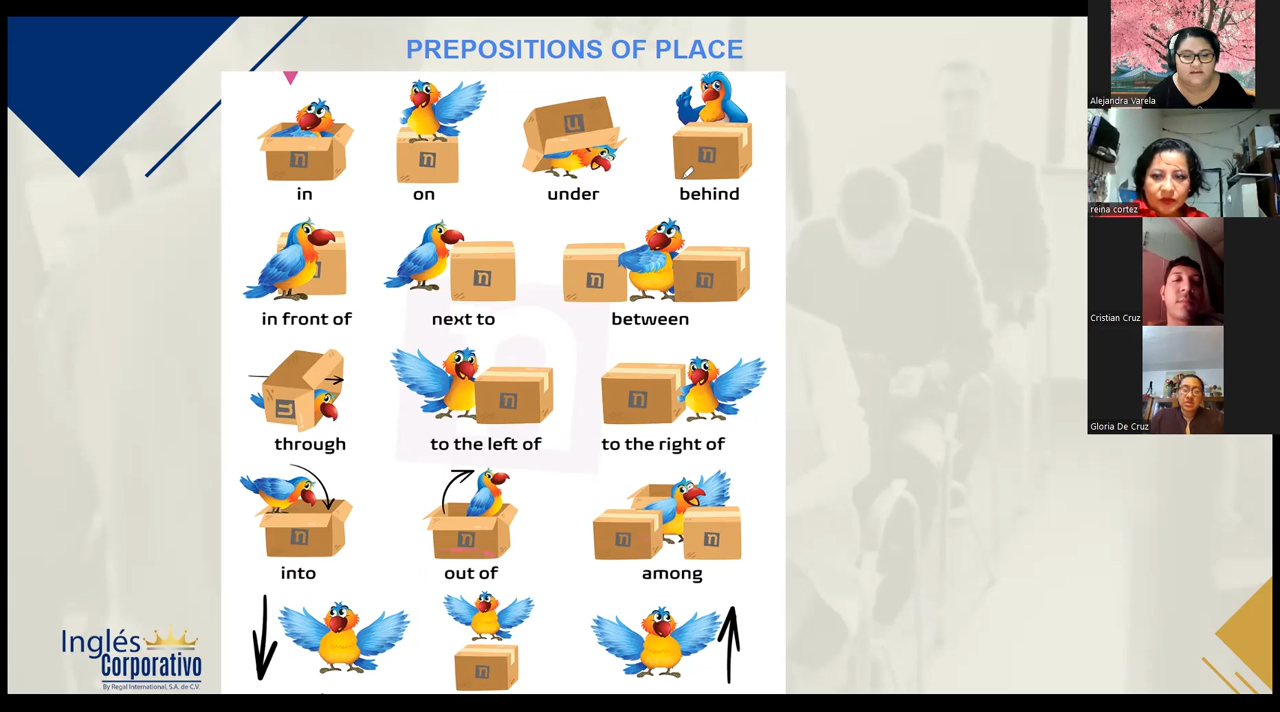 PREPOSITIONS OF PLACE
n
n
u
n
in
on
under
behind
n
n
n
in front of
next to
between
u
n
n
through
to the left of
to the right of
n
n
n
n
into
out of
among
n
Inglés
Corporativo
By Regal International, S.A. de C.V.
Alejandra Varela
reina cortez
Cristian Cruz
Gloria De Cruz